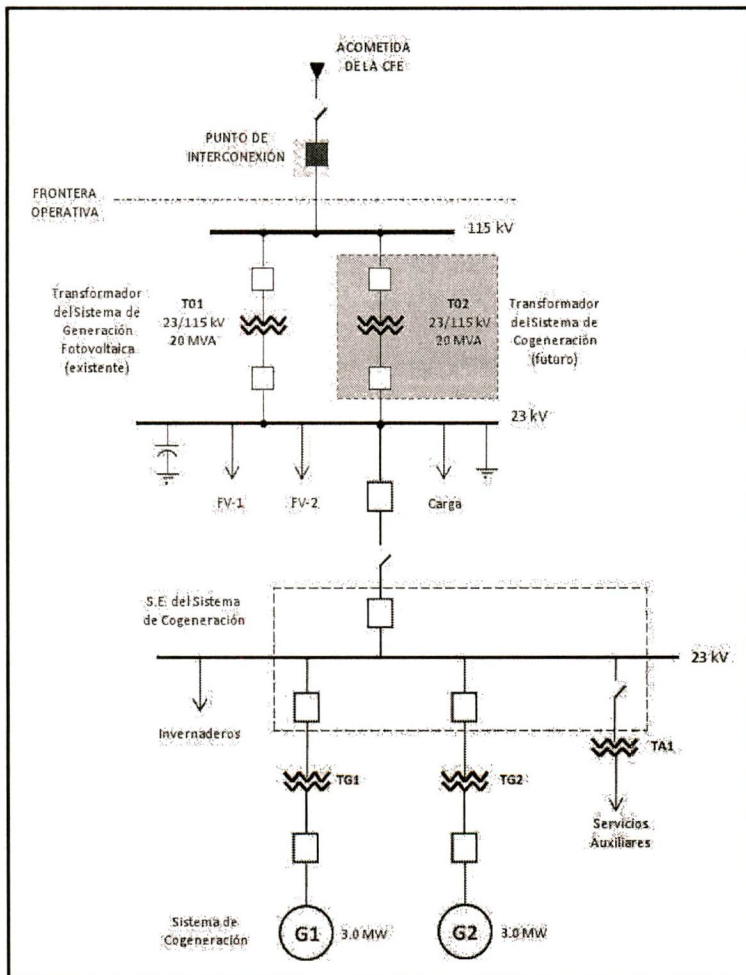 ACOMETIDA
DE LA CFE
PUNTO DE
INTERCONEXIÓN
FRONTERA
OPERATIVA
115 kV
Transformador
del Sistema de
Generación
Fotovoltaica
(existente)
T01
23/115 kV
20 MVA
T02
23/115 kV
20 MVA
Transformador
del Sistema de
Cogeneración
(futuro)
23 kV
FV-1
FV-2
Carga
S.E. del Sistema
de Cogeneración
23 kV
Invernaderos
TG1
TG2
TA1
Servicios
Auxiliares
Sistema de
Cogeneración
G1
3.0 MW
G2
3.0 MW